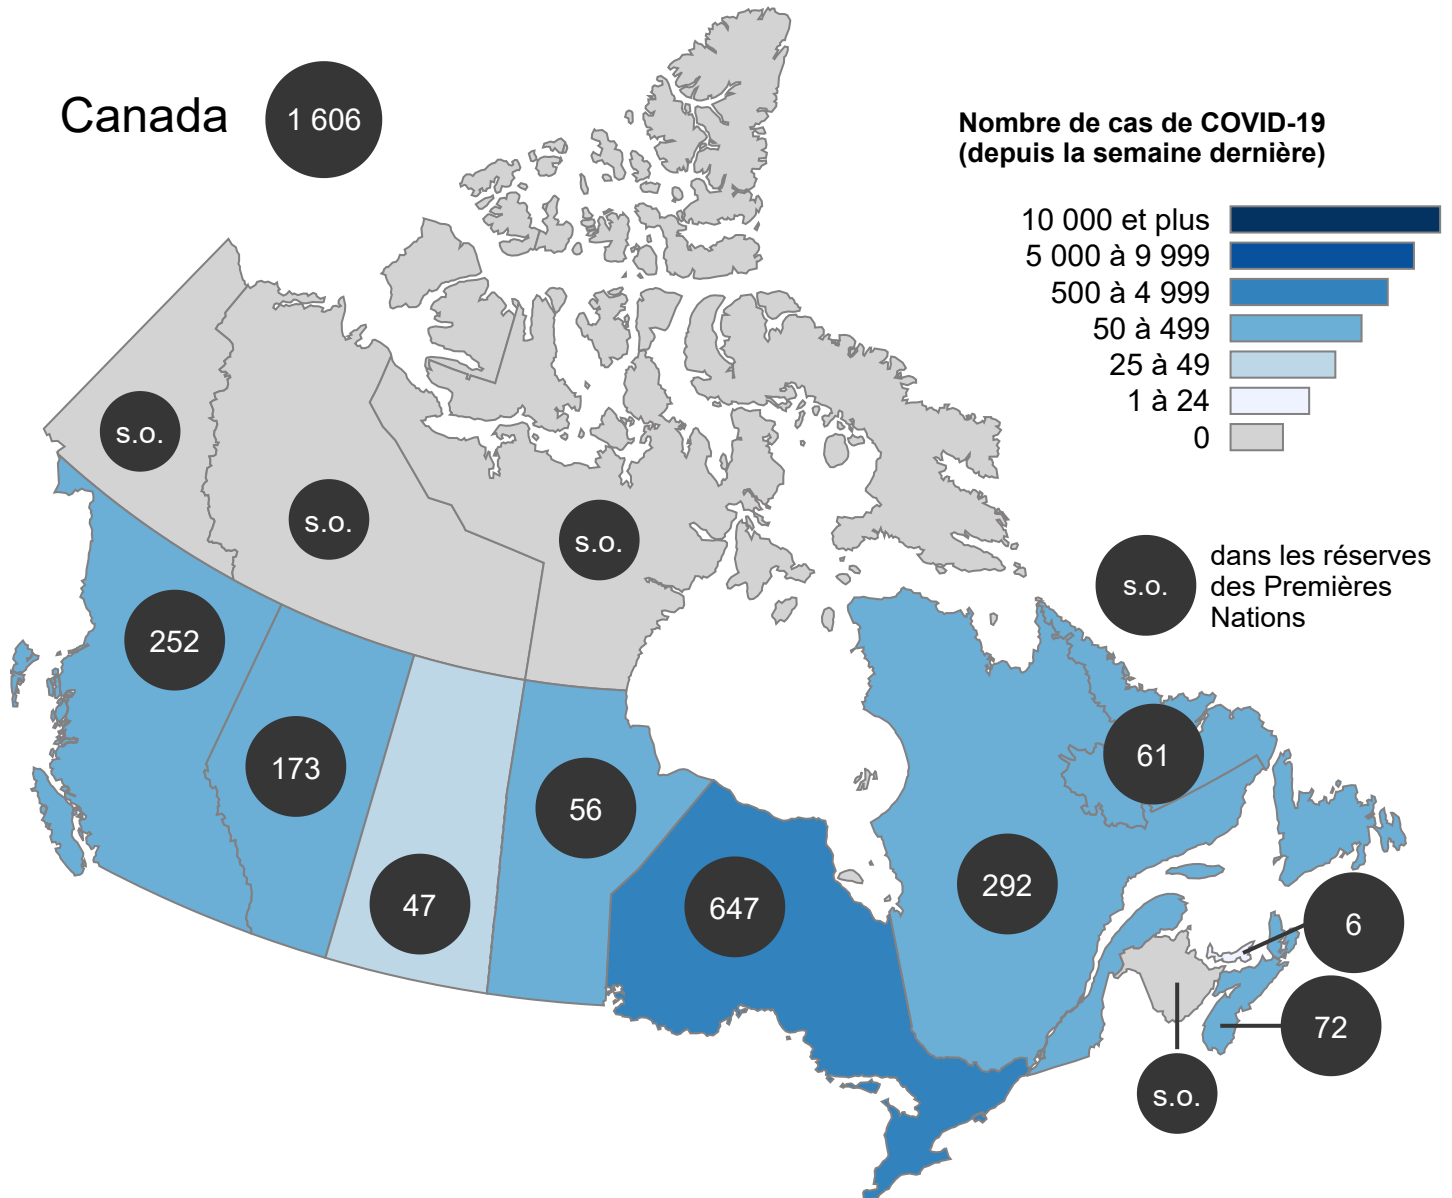 Canada
1 606
Nombre de cas de COVID-19
(depuis la semaine dernière)
10 000 et plus
5 000 à 9 999
500 à 4 999
50 à 499
25 à 49
1 à 24
0
s.o.
s.o.
s.o.
s.o.
dans les réserves
des Premières
Nations
252
173
47
56
647
292
61
6
72
s.o.